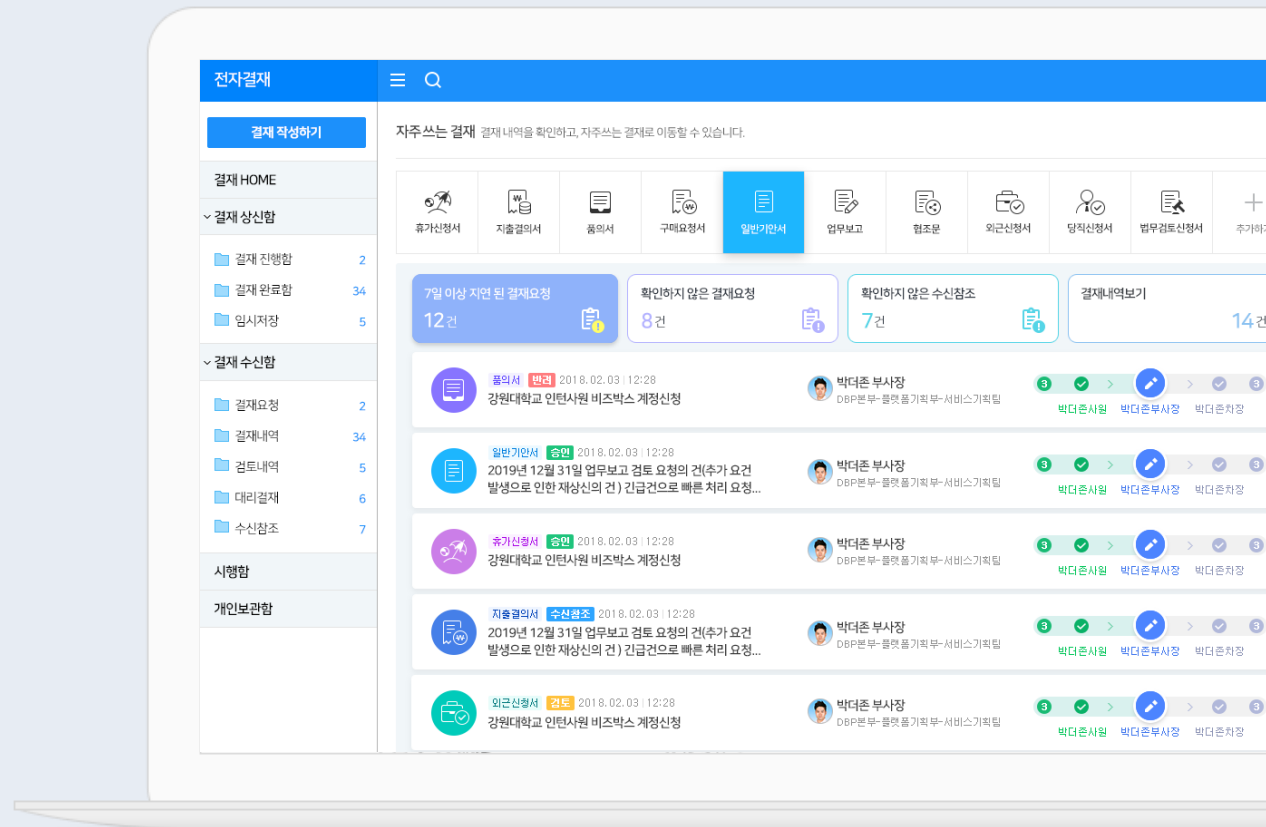 전자결재
결재 작성하기
결재 HOME
결재 상신함
결재 진행함 2
결재 완료함 34
임시저장 5
결재 수신함
결재요청 2
결재내역 34
검토내역 5
대리결재 6
수신참조 7
시행함
개인보관함
자주쓰는 결재 결재 내역을 확인하고, 자주쓰는 결재로 이동할 수 있습니다.
휴가신청서 지출결의서 품의서 구매요청서 일반기안서 업무보고 협조문 외근신청서 당직신청서 법무검토신청서
7일 이상 지연 된 결재요청
12건
확인하지 않은 결재요청
8건
확인하지 않은 수신참조
7건
결재내역보기
14건
품의서 반려 2018.02.03 | 12:28
강원대학교 인턴사원 비즈박스 계정신청
박더존 부사장
DBP본부-플랫폼기획부-서비스기획팀
3 3
박더존사원 박더존부사장 박더존차장
일반기안서 승인 2018.02.03 | 12:28
2019년 12월 31일 업무보고 검토 요청의 건(추가 요건
발생으로 인한 재상신의 건 ) 긴급건으로 빠른 처리 요청...
박더존 부사장
DBP본부-플랫폼기획부-서비스기획팀
3 3
박더존사원 박더존부사장 박더존차장
휴가신청서 승인 2018.02.03 | 12:28
강원대학교 인턴사원 비즈박스 계정신청
박더존 부사장
DBP본부-플랫폼기획부-서비스기획팀
3 3
박더존사원 박더존부사장 박더존차장
지출결의서 수신참조 2018.02.03 | 12:28
2019년 12월 31일 업무보고 검토 요청의 건(추가 요건
발생으로 인한 재상신의 건 ) 긴급건으로 빠른 처리 요청...
박더존 부사장
DBP본부-플랫폼기획부-서비스기획팀
3 3
박더존사원 박더존부사장 박더존차장
외근신청서 검토 2018.02.03 | 12:28
강원대학교 인턴사원 비즈박스 계정신청
박더존 부사장
DBP본부-플랫폼기획부-서비스기획팀
3 3
박더존사원 박더존부사장 박더존차장